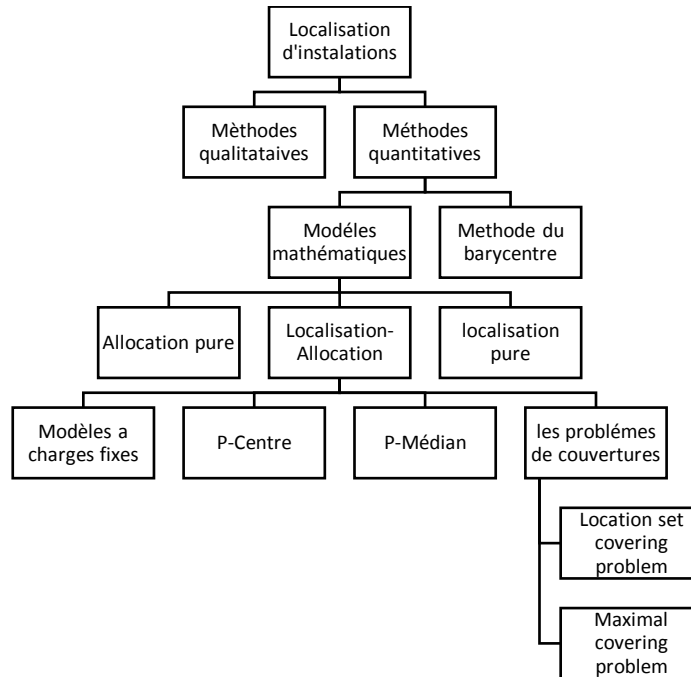 Localisation
d'instalations
Mèthodes
qualitataives
Méthodes
quantitatives
Modéles
mathématiques
Methode du
barycentre
Allocation pure
Localisation-
Allocation
localisation
pure
Modèles a
charges fixes
P-Centre
P-Médian
les problémes
de couvertures
Location set
covering
problem
Maximal
covering
problem